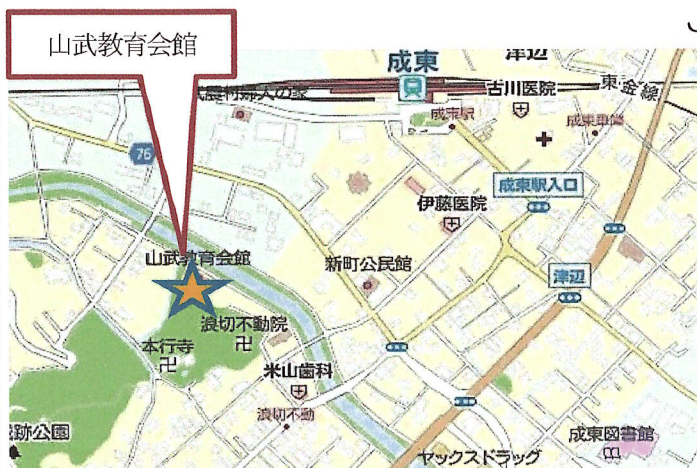 山武教育会館
成東
津辺
古川医院
東金線
成東駅
76
成東駅入口
伊藤医院
山武教育会館
新町公民館
津辺
浪切不動院
本行寺
米山歯科
浪切不動
跡公園
成東図書館
ヤックスドラッグ